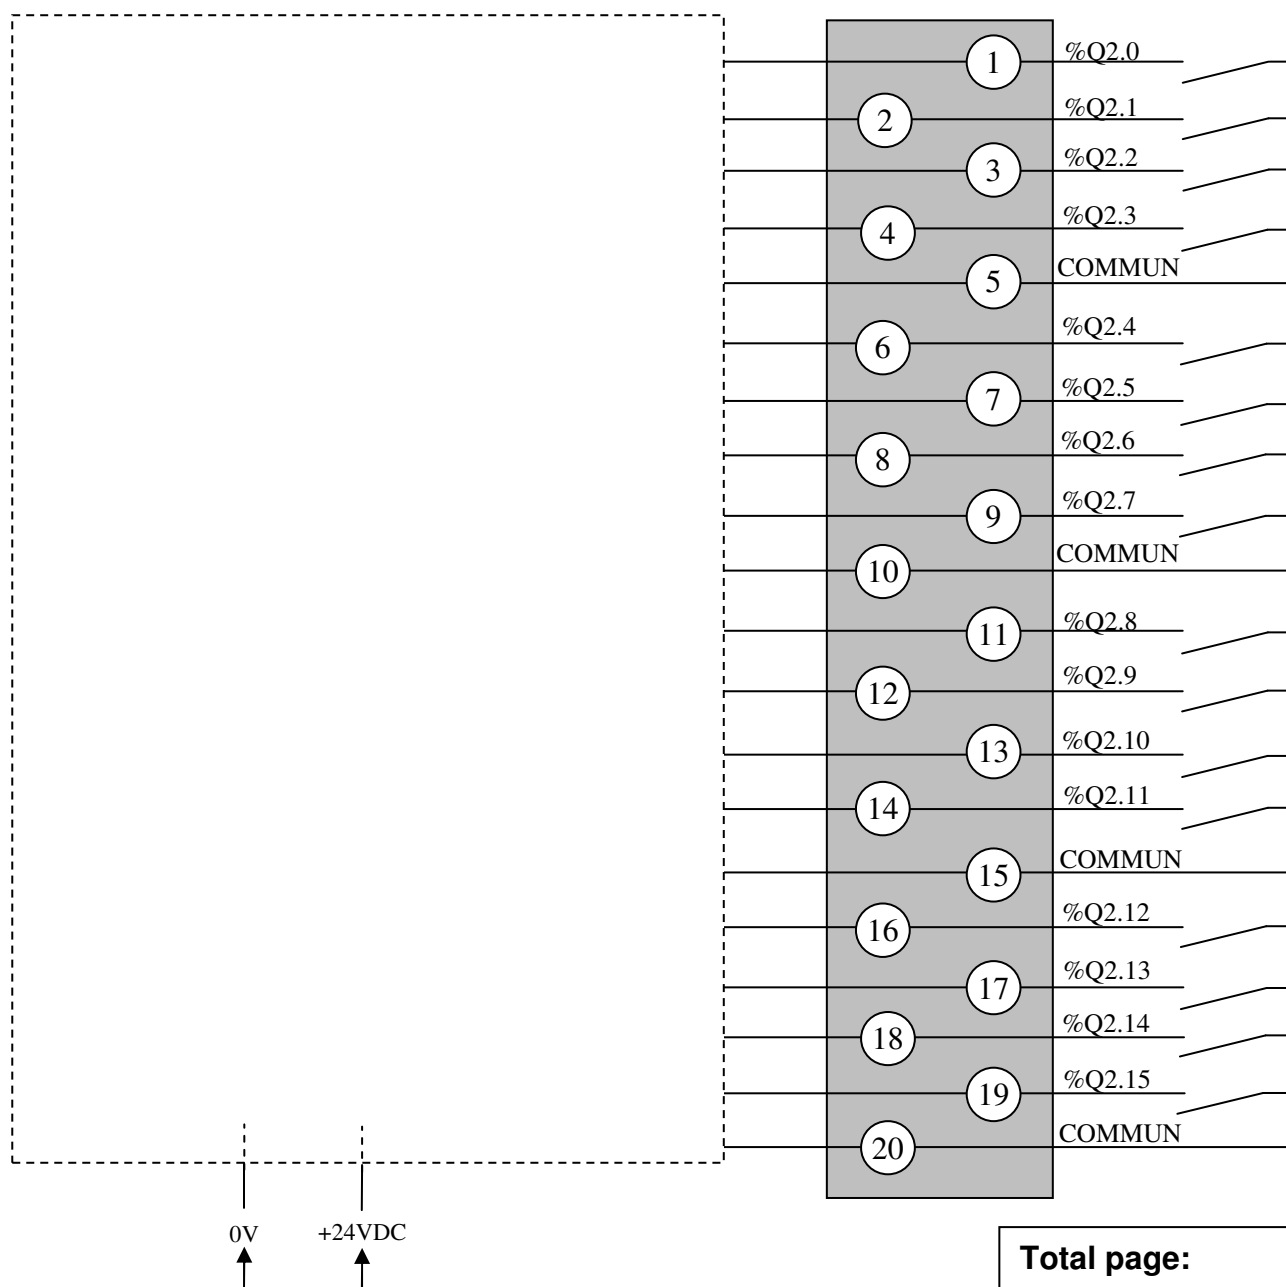 1 %Q2.0
2 %Q2.1
3 %Q2.2
4 %Q2.3
5 COMMUN
6 %Q2.4
7 %Q2.5
8 %Q2.6
9 %Q2.7
10 COMMUN
11 %Q2.8
12 %Q2.9
13 %Q2.10
14 %Q2.11
15 COMMUN
16 %Q2.12
17 %Q2.13
18 %Q2.14
19 %Q2.15
20 COMMUN
0V +24VDC
Total page: